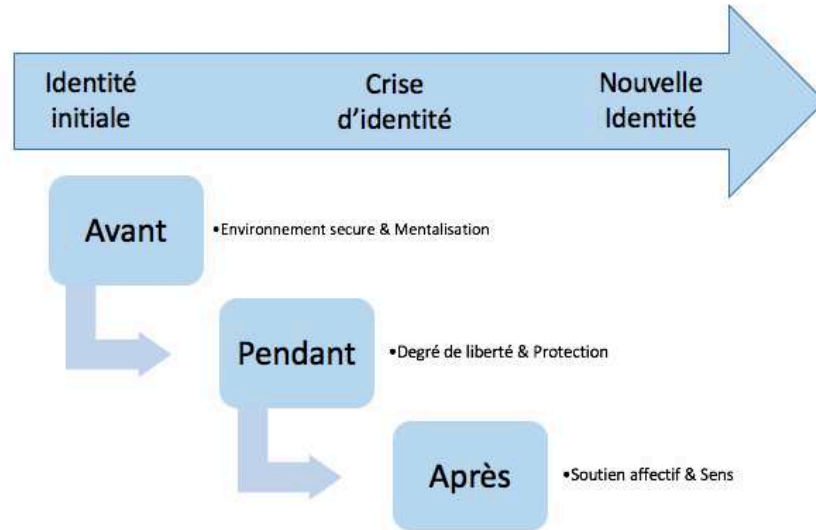 Identité
initiale
Crise
d'identité
Nouvelle
Identité
Avant
•Environnement secure & Mentalisation
Pendant
•Degré de liberté & Protection
Après
•Soutien affectif & Sens